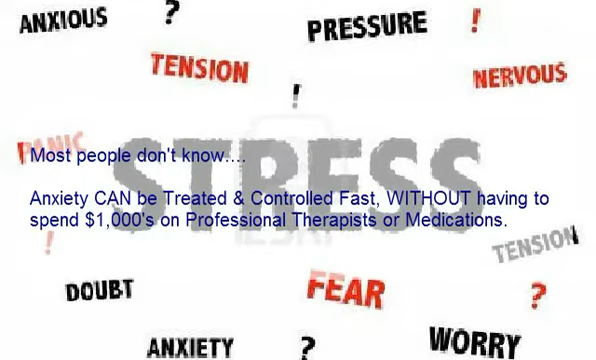 ANXIOUS ? PRESSURE !
TENSION NERVOUS
!
PANIC
STRESS
Most people don't know....
Anxiety CAN be Treated & Controlled Fast, WITHOUT having to
spend $1,000's on Professional Therapists or Medications.
! TENSION
DOUBT FEAR ?
ANXIETY ? WORRY